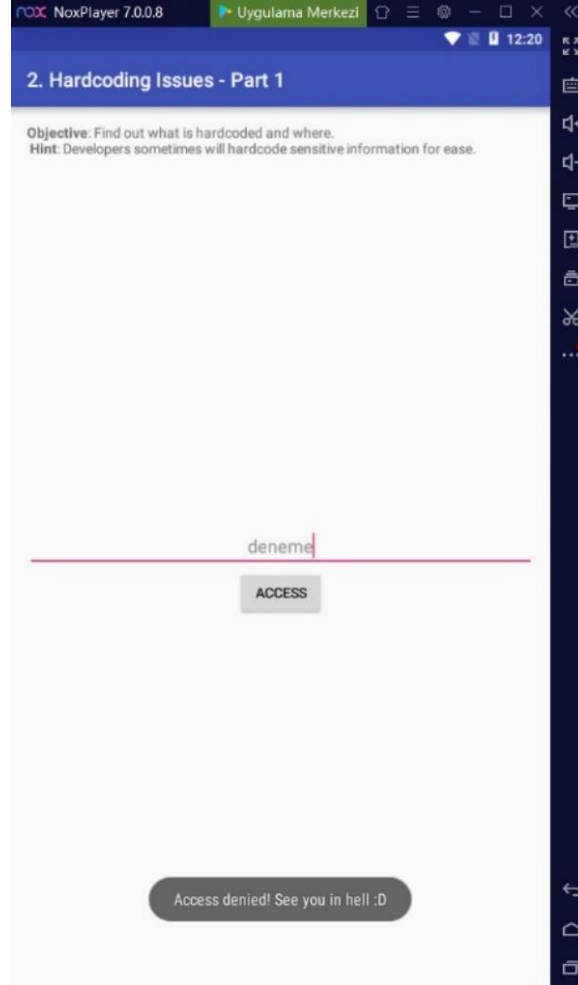 nox NoxPlayer 7.0.0.8 Uygulama Merkezi
12:20
2. Hardcoding Issues - Part 1
Objective: Find out what is hardcoded and where.
Hint: Developers sometimes will hardcode sensitive information for ease.
deneme
ACCESS
Access denied! See you in hell :D